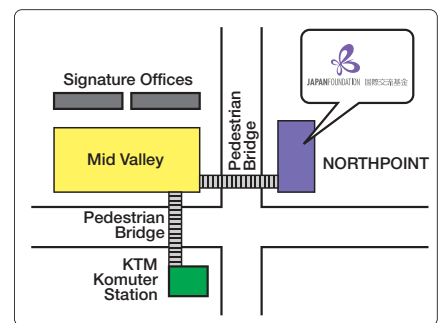 JAPANFOUNDATION 国際交流基金
Signature Offices
Mid Valley
Pedestrian
Bridge
NORTHPOINT
Pedestrian
Bridge
KTM
Komuter
Station